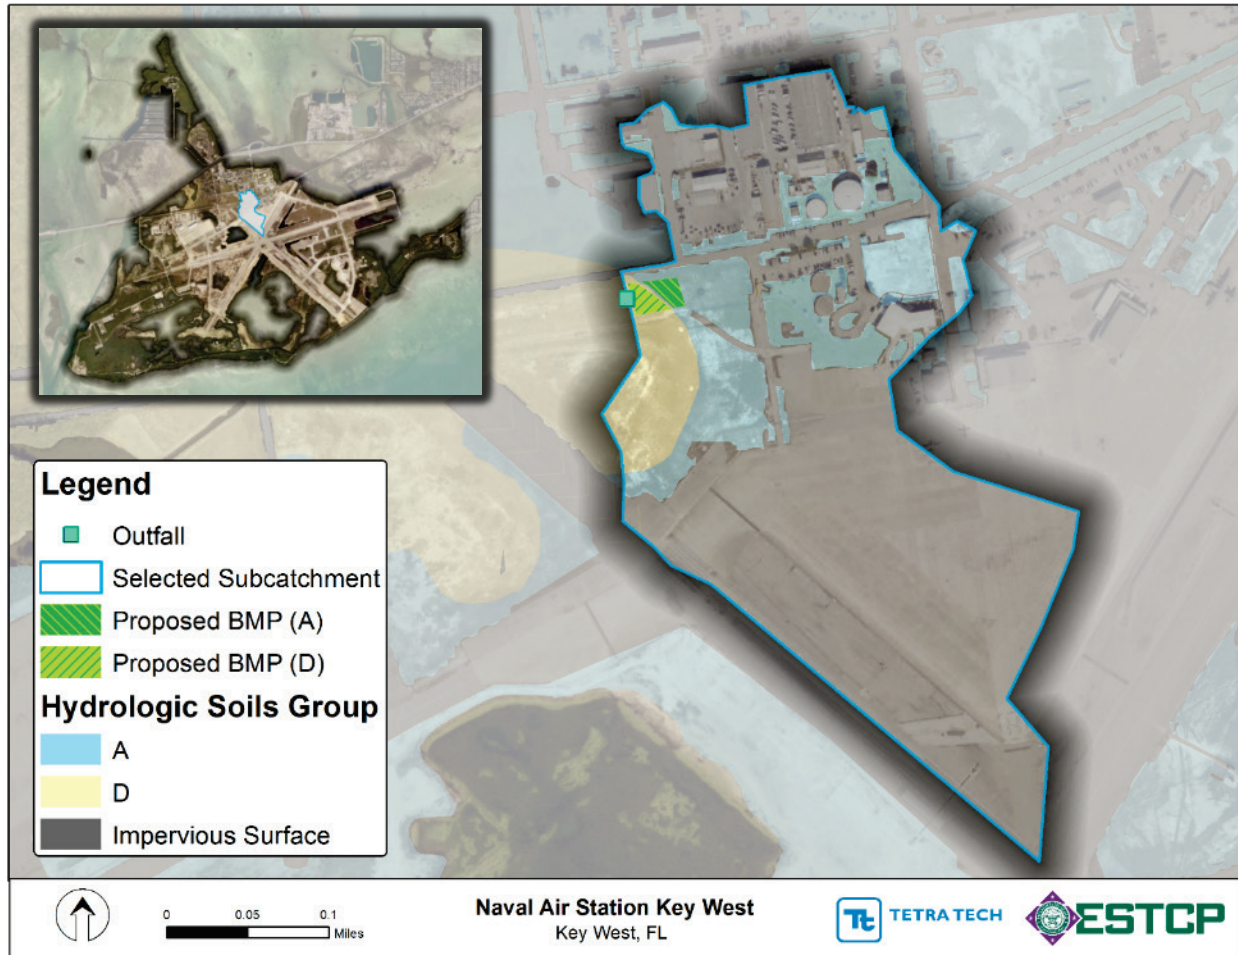 Legend
Outfall
Selected Subcatchment
Proposed BMP (A)
Proposed BMP (D)
Hydrologic Soils Group
A
D
Impervious Surface
0 0.05 0.1
Miles
Naval Air Station Key West
Key West, FL
Tt TETRA TECH
ESTCP